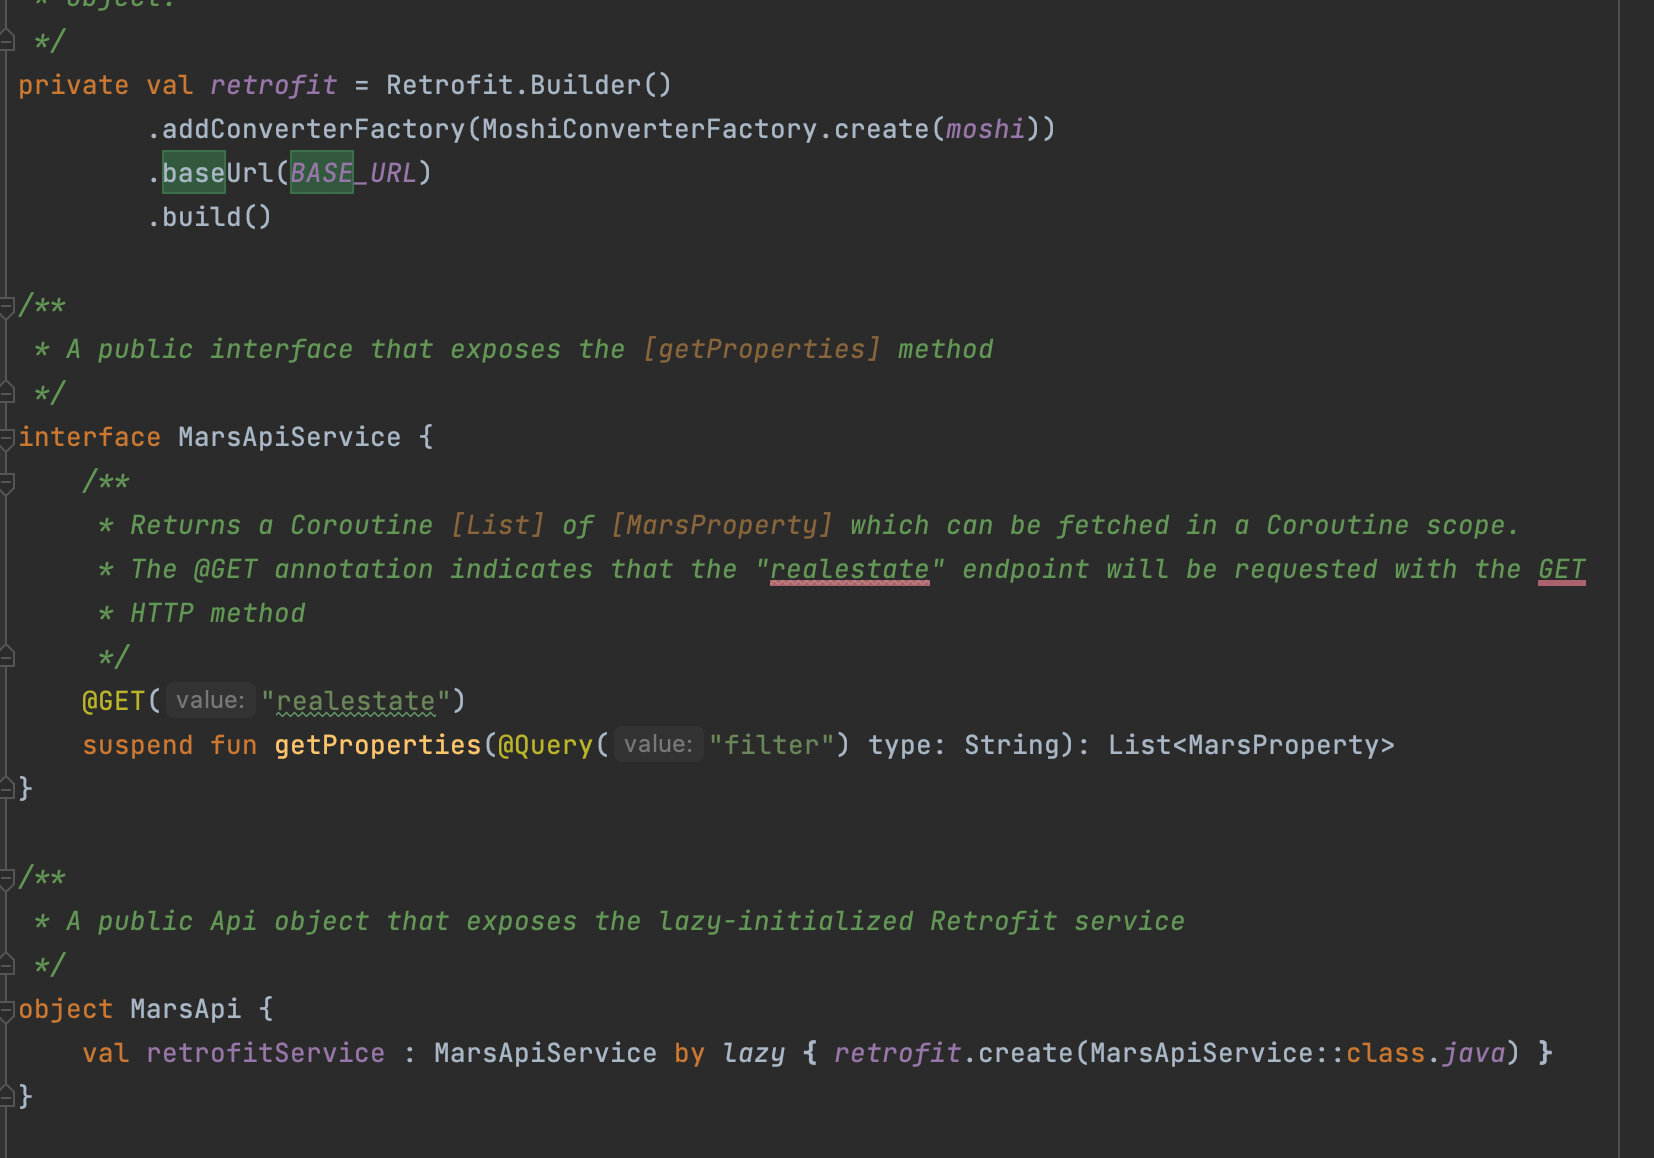 * object.
*/
private val retrofit = Retrofit.Builder()
.addConverterFactory(MoshiConverterFactory.create(moshi))
.baseUrl(BASE_URL)
.build()
/**
* A public interface that exposes the [getProperties] method
*/
interface MarsApiService {
/**
* Returns a Coroutine [List] of [MarsProperty] which can be fetched in a Coroutine scope.
* The @GET annotation indicates that the "realestate" endpoint will be requested with the GET
* HTTP method
*/
@GET( value: "realestate")
suspend fun getProperties(@Query( value: "filter") type: String): List<MarsProperty>
}
/**
* A public Api object that exposes the lazy-initialized Retrofit service
*/
object MarsApi {
val retrofitService : MarsApiService by lazy { retrofit.create(MarsApiService::class.java) }
}